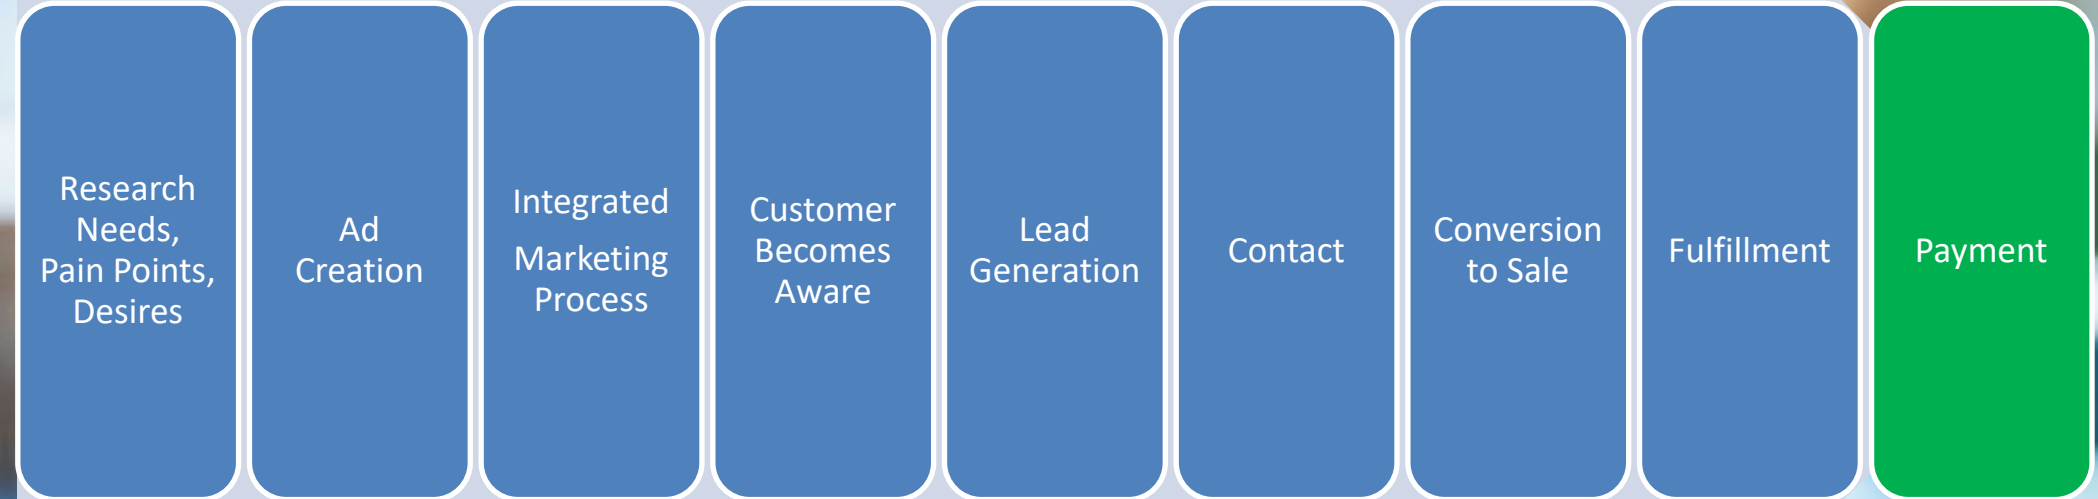 Research
Needs,
Pain Points,
Desires
Ad
Creation
Integrated
Marketing
Process
Customer
Becomes
Aware
Lead
Generation
Contact
Conversion
to Sale
Fulfillment
Payment